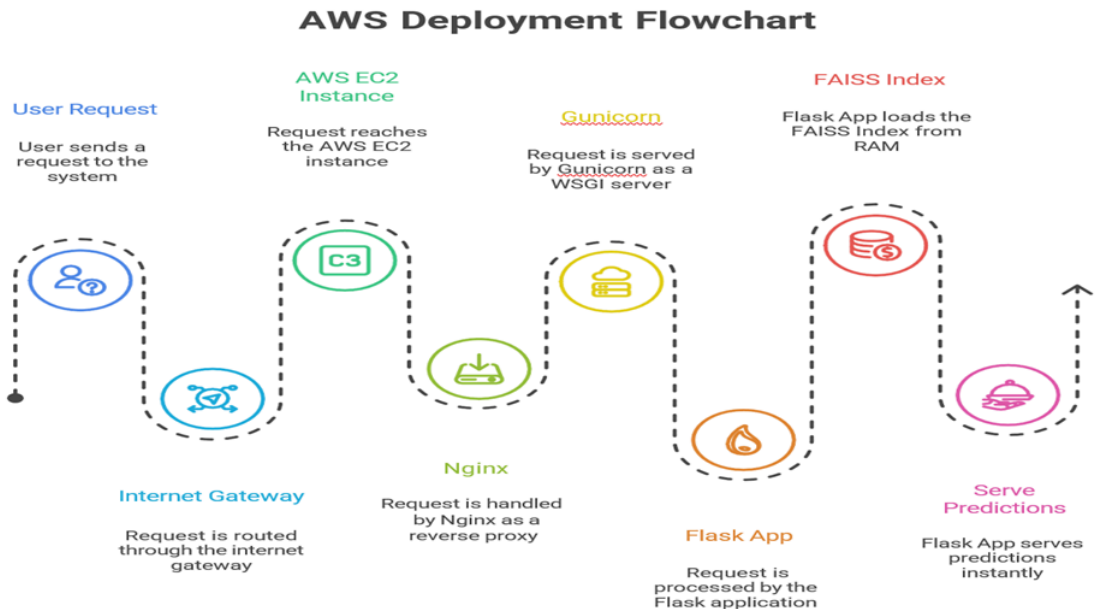 AWS Deployment Flowchart
User Request
User sends a
request to the
system
Internet Gateway
Request is routed
through the internet
gateway
AWS EC2
Instance
Request reaches
the AWS EC2
instance
C3
Nginx
Request is handled
by Nginx as a
reverse proxy
Gunicorn
Request is served
by Gunicorn as a
WSGI server
Flask App
Request is
processed by the
Flask application
FAISS Index
Flask App loads the
FAISS Index from
RAM
$
Serve
Predictions
Flask App serves
predictions
instantly